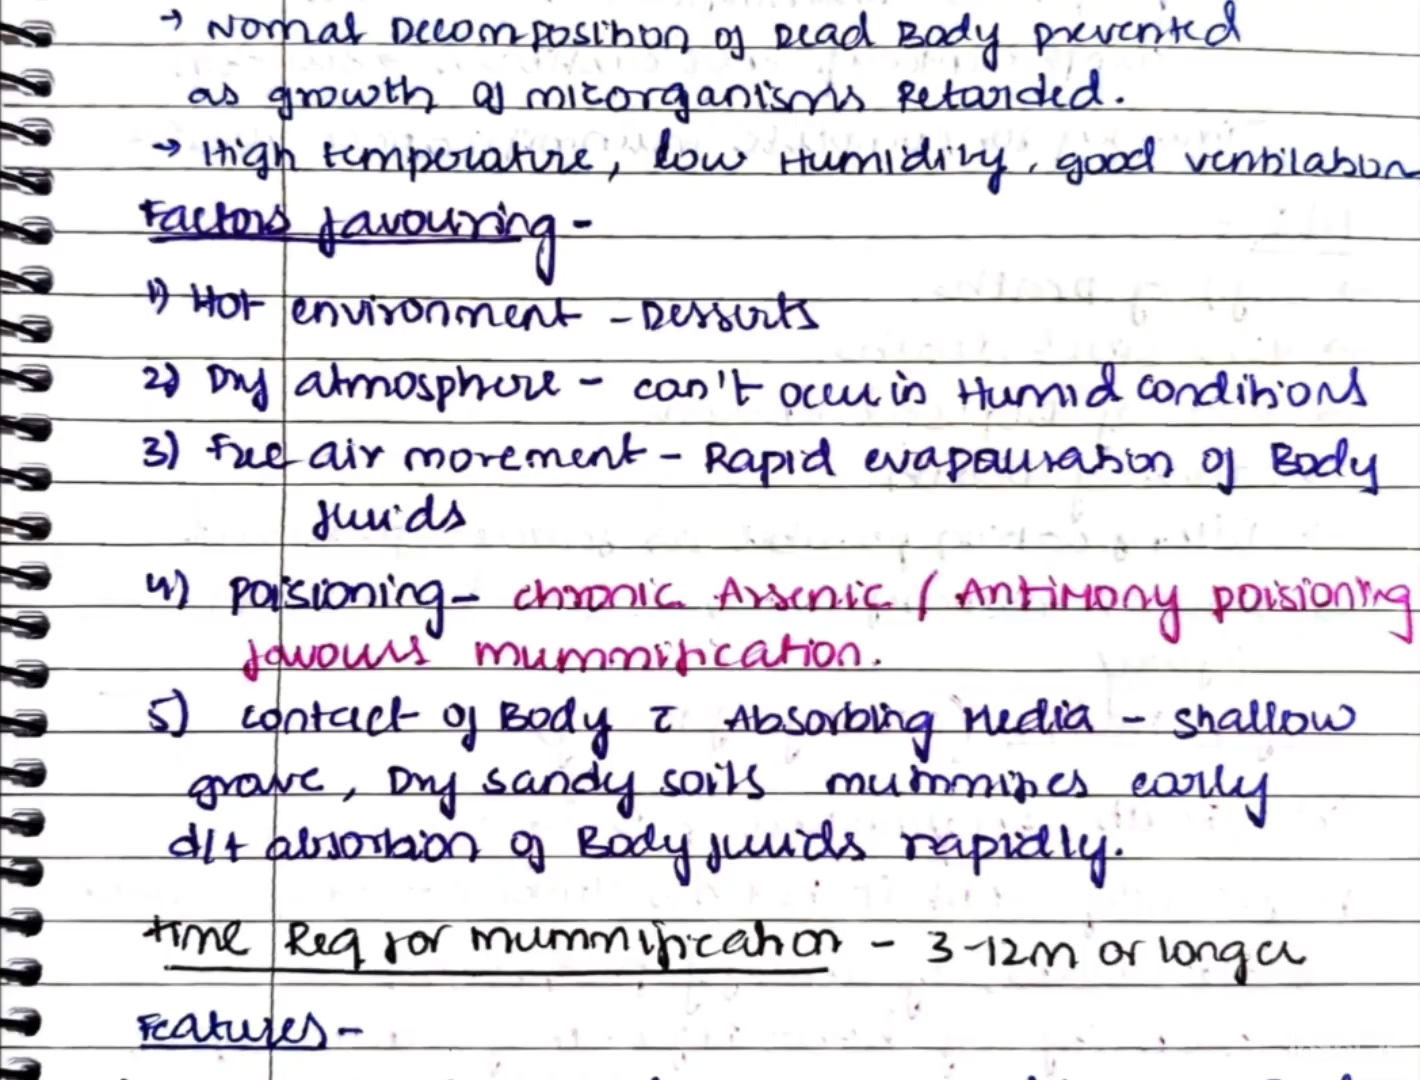 → Normal Decomposition of Dead Body prevented
as growth of micorganisms Retarded.
→ High temperature, low Humidity, good ventilation
Factors favouring -
1) Hot environment - Desserts
2) Dry atmosphere - can't occur in Humid conditions
3) Free air movement - Rapid evapauration of Body
fluids
4) Poisioning - chronic Arsenic / Antimony poisioning
favours mummification.
5) contact of Body c̄ Absorbing Media - shallow
grave, Dry sandy soils mummifies early
d/t absorbion of Body fluids rapidly.
Time Req for mummification - 3-12m or longer
Features -